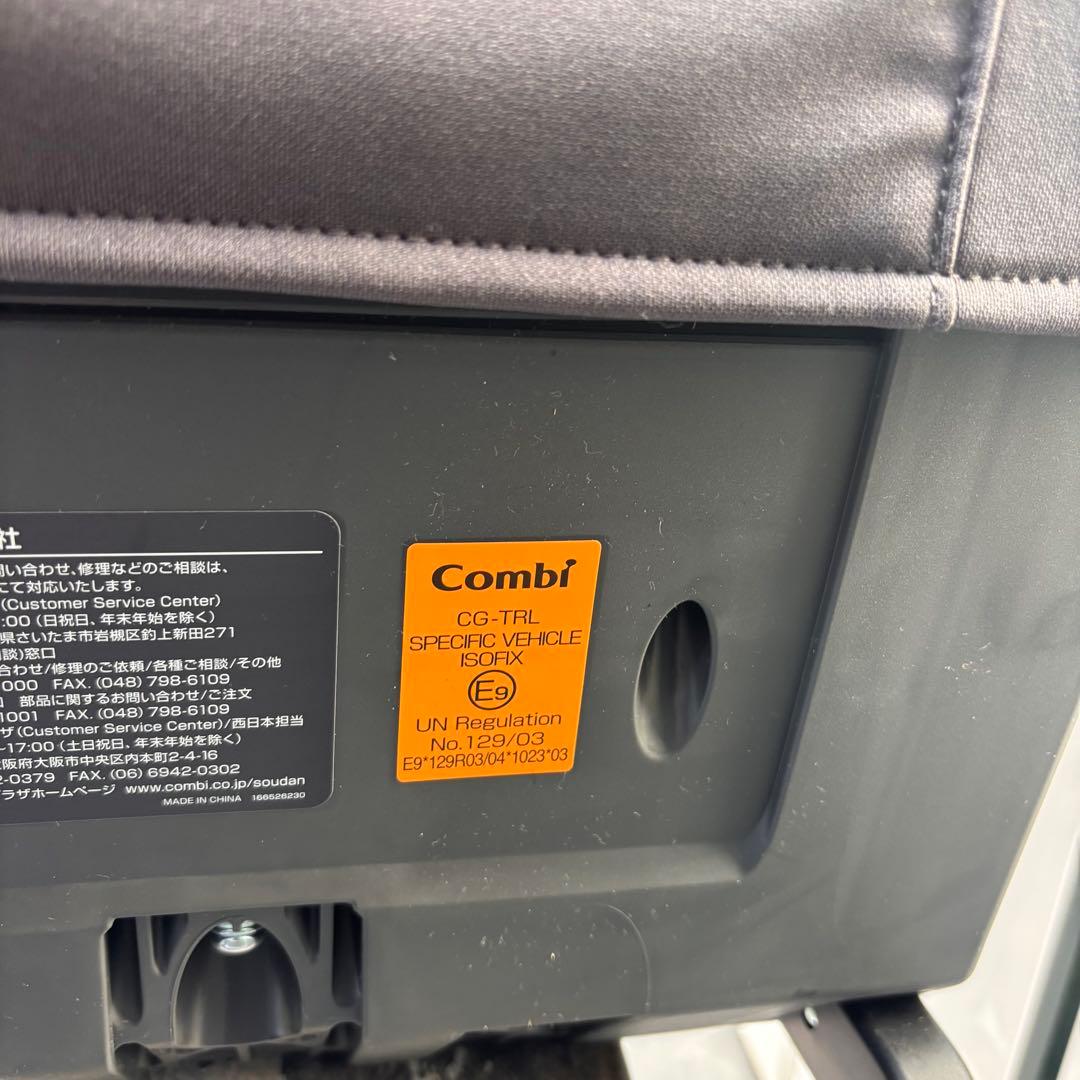 社
問い合わせ、修理などのご相談は、
にて対応いたします。
(Customer Service Center)
:00 (日祝日、年末年始を除く)
県さいたま市岩槻区釣上新田271
談)窓口
合わせ/修理のご依頼/各種ご相談/その他
000 FAX. (048) 798-6109
部品に関するお問い合わせ/ご注文
1001 FAX. (048) 798-6109
ザ(Customer Service Center)/西日本担当
-17:00 (土日祝日、年末年始を除く)
阪府大阪市中央区内本町2-4-16
2-0379 FAX. (06) 6942-0302
ラザホームページ www.combi.co.jp/soudan
MADE IN CHINA 166526230
Combi
CG-TRL
SPECIFIC VEHICLE
ISOFIX
E9
UN Regulation
No.129/03
E9*129R03/04*1023*03